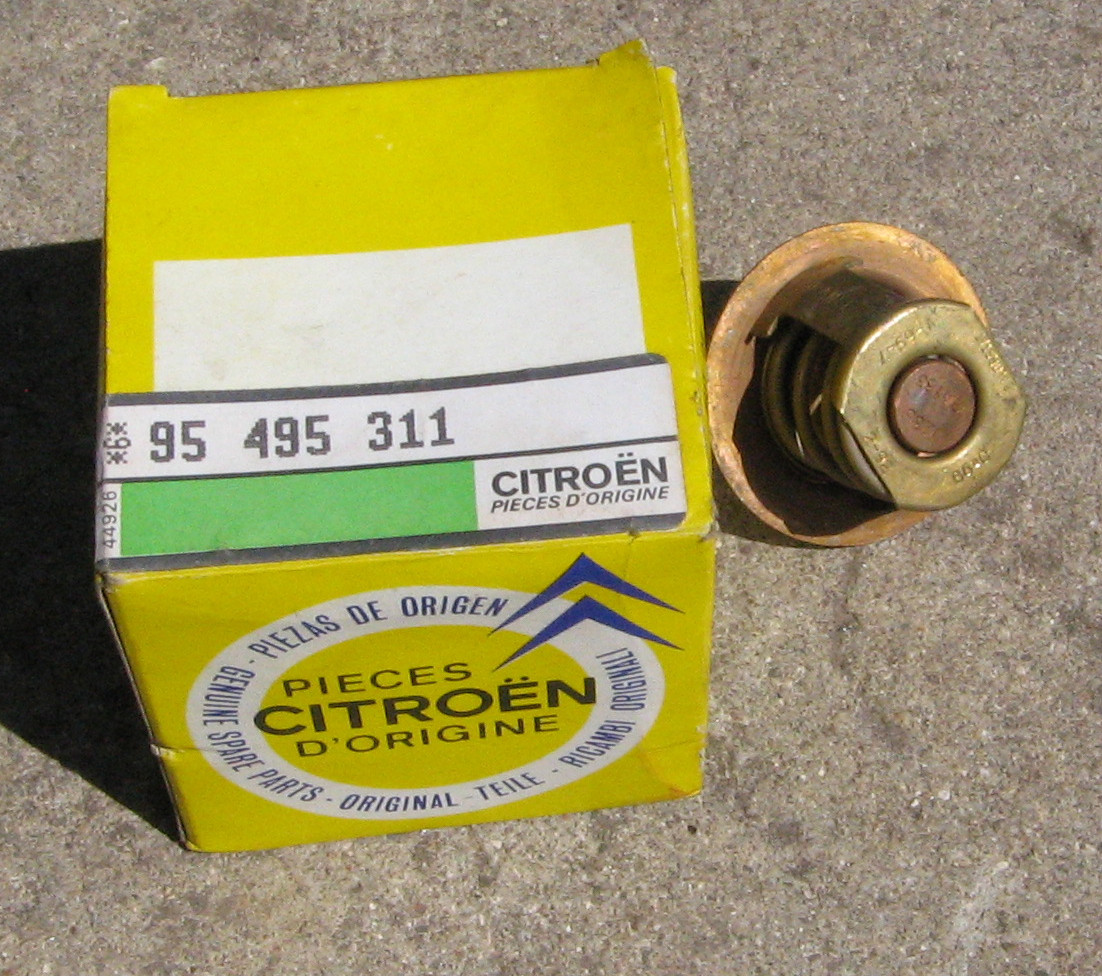 *6* 95 495 311
44926
CITROËN
PIECES D'ORIGINE
PIEZAS DE ORIGEN
GENUINE SPARE PARTS - ORIGINAL-TEILE - RICAMBI ORIGINALI
PIECES
CITROËN
D'ORIGINE